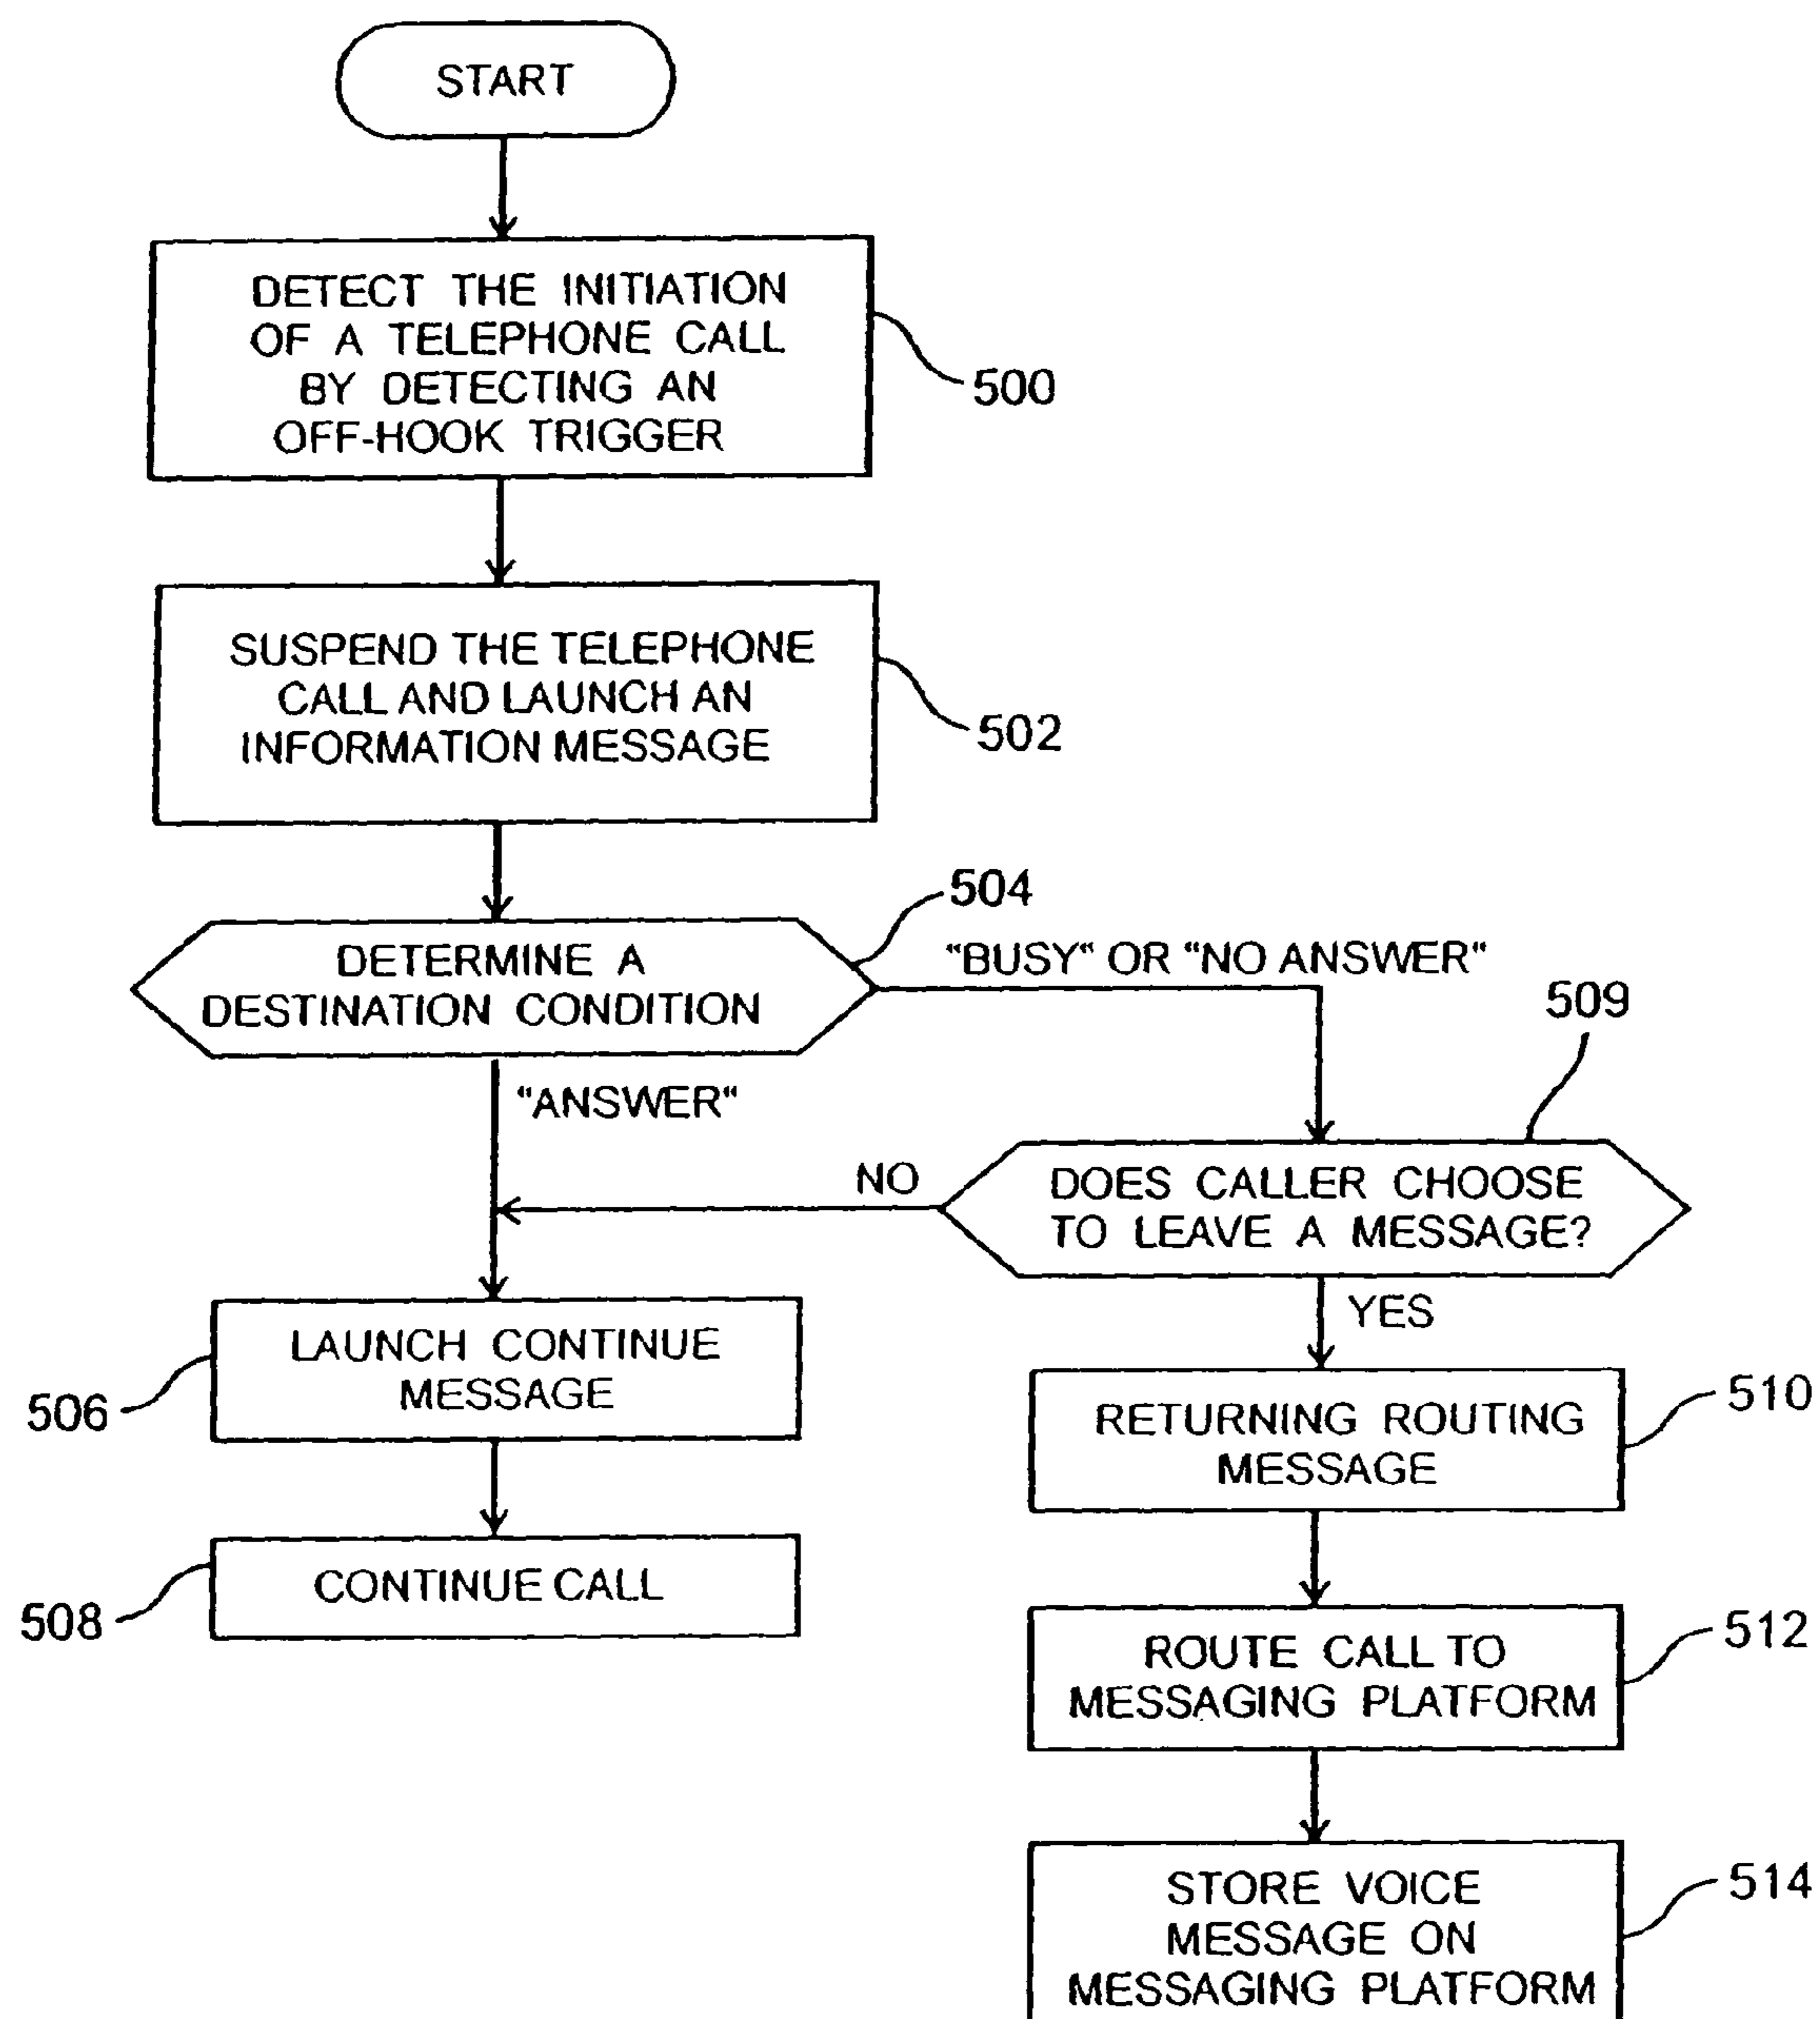 START
DETECT THE INITIATION
OF A TELEPHONE CALL
BY DETECTING AN
OFF-HOOK TRIGGER
500
SUSPEND THE TELEPHONE
CALL AND LAUNCH AN
INFORMATION MESSAGE
502
504
DETERMINE A
DESTINATION CONDITION
"BUSY" OR "NO ANSWER"
509
"ANSWER"
NO
DOES CALLER CHOOSE
TO LEAVE A MESSAGE?
YES
LAUNCH CONTINUE
MESSAGE
506
RETURNING ROUTING
MESSAGE
510
CONTINUE CALL
508
ROUTE CALL TO
MESSAGING PLATFORM
512
STORE VOICE
MESSAGE ON
MESSAGING PLATFORM
514